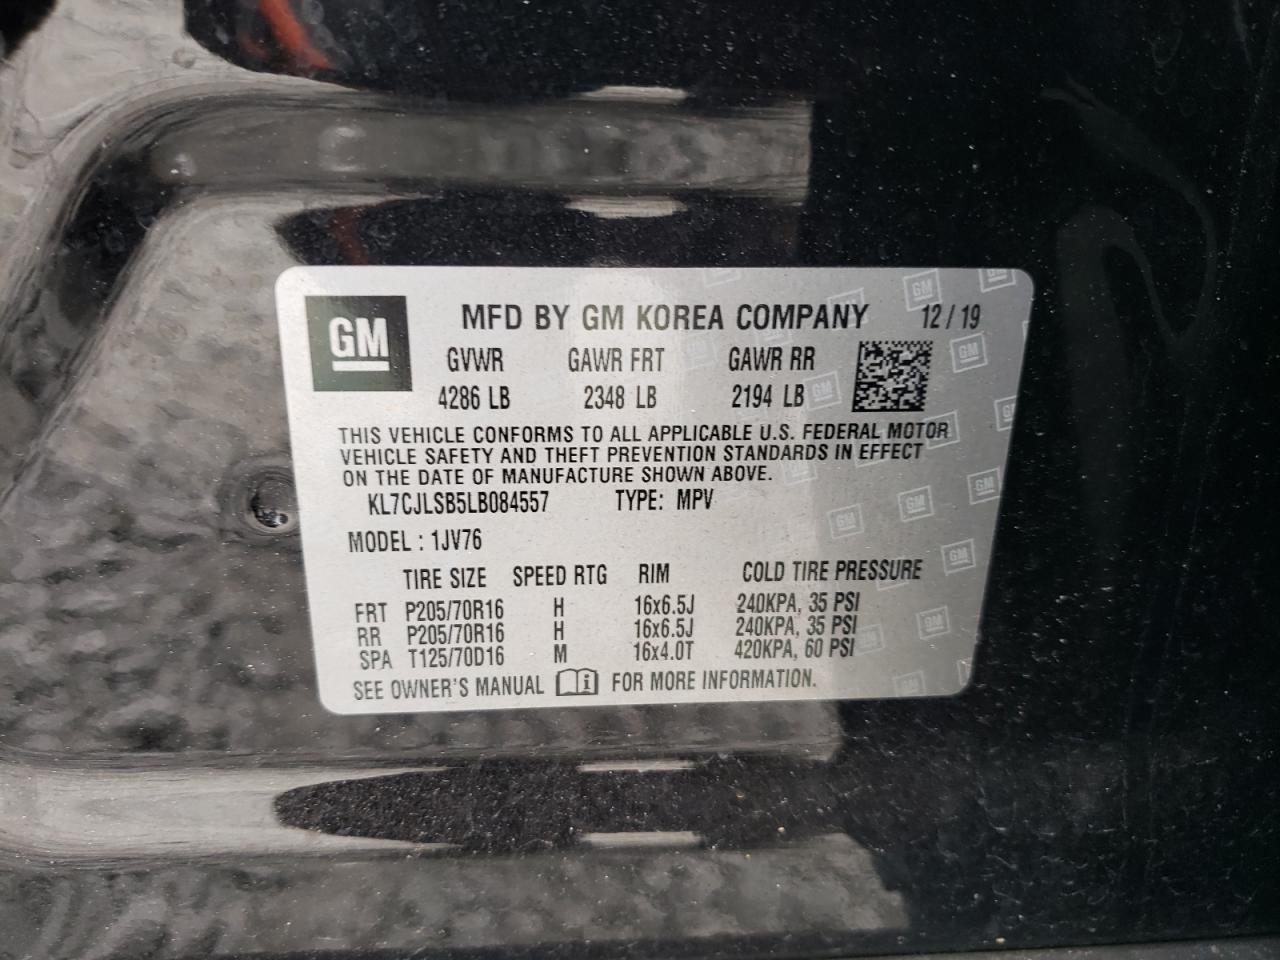 GM
MFD BY GM KOREA COMPANY 12/19
GVWR GAWR FRT GAWR RR
4286 LB 2348 LB 2194 LB
THIS VEHICLE CONFORMS TO ALL APPLICABLE U.S. FEDERAL MOTOR
VEHICLE SAFETY AND THEFT PREVENTION STANDARDS IN EFFECT
ON THE DATE OF MANUFACTURE SHOWN ABOVE.
KL7CJLSB5LB084557 TYPE: MPV
MODEL : 1JV76
TIRE SIZE SPEED RTG RIM COLD TIRE PRESSURE
FRT P205/70R16 H 16x6.5J 240KPA, 35 PSI
RR P205/70R16 H 16x6.5J 240KPA, 35 PSI
SPA T125/70D16 M 16x4.0T 420KPA, 60 PSI
SEE OWNER'S MANUAL i FOR MORE INFORMATION.